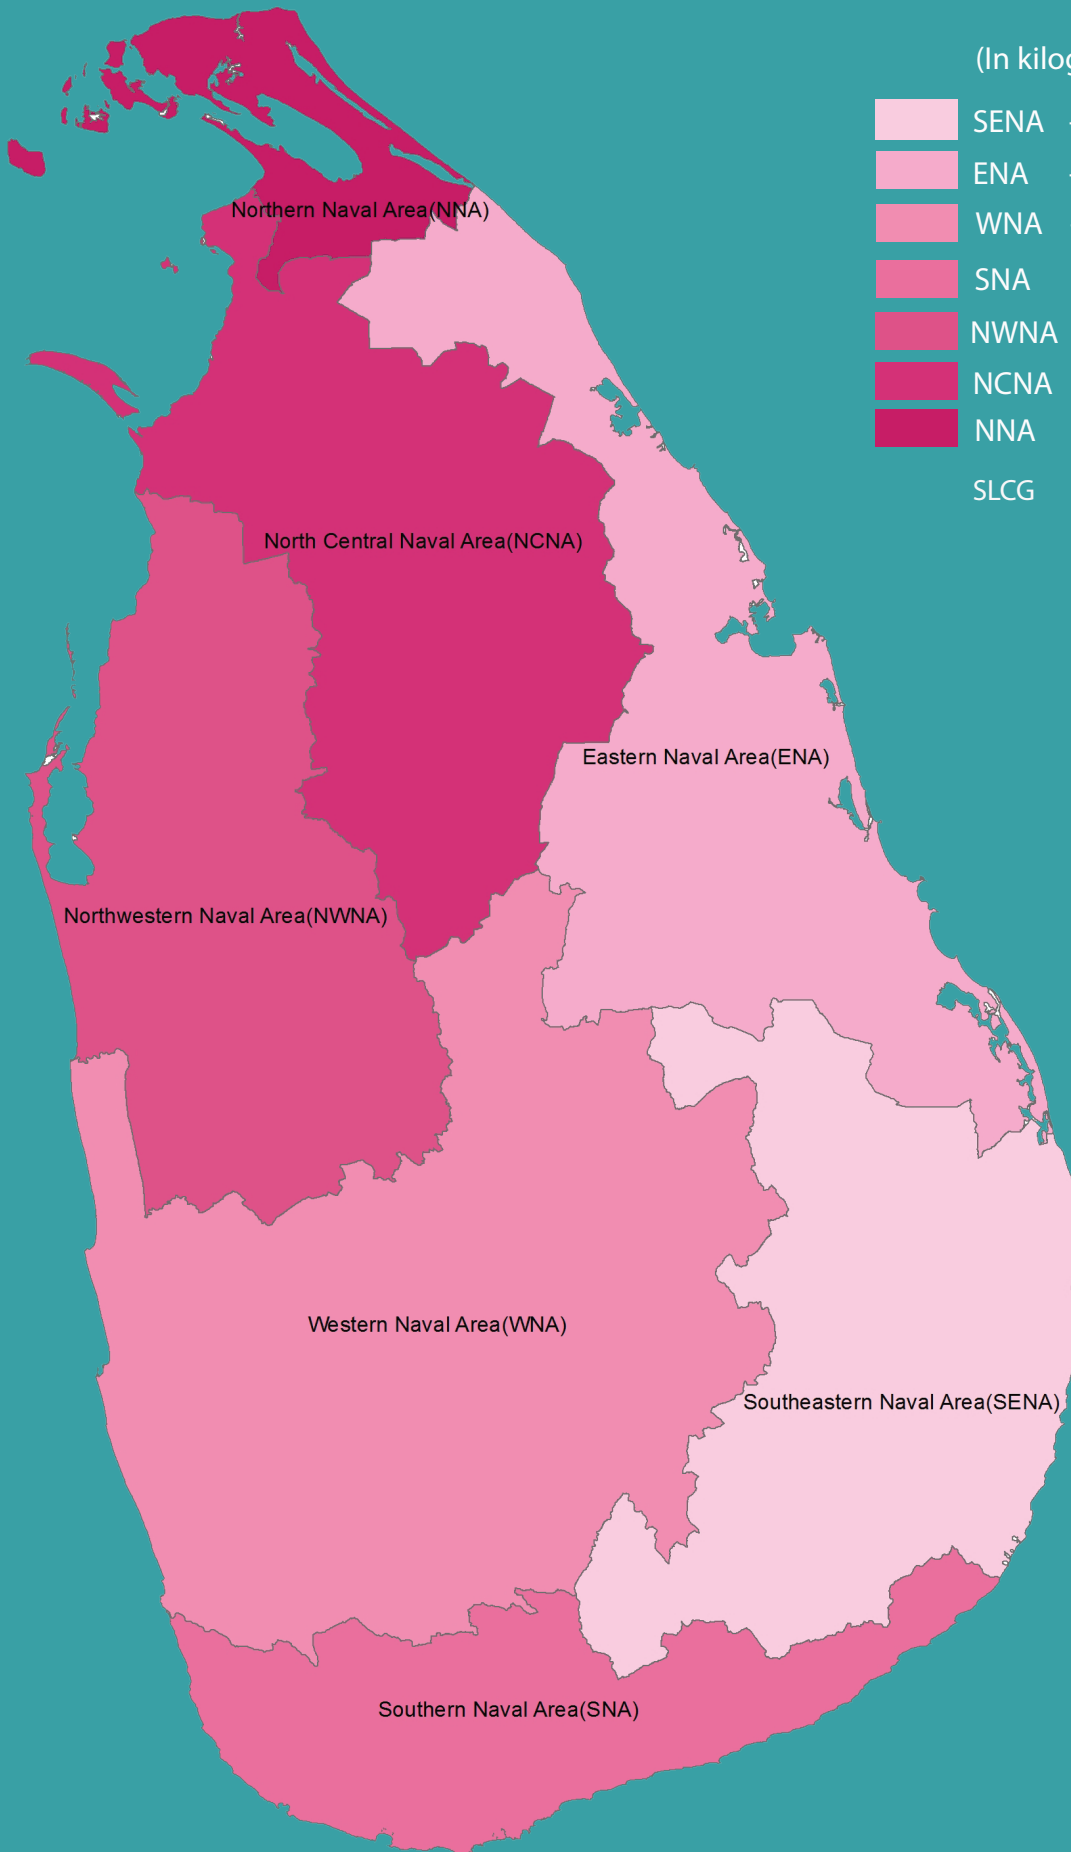 (In kilog
SENA -
ENA -
WNA
SNA
NWNA
NCNA
NNA
SLCG
Northern Naval Area(NNA)
North Central Naval Area(NCNA)
Eastern Naval Area(ENA)
Northwestern Naval Area(NWNA)
Western Naval Area(WNA)
Southeastern Naval Area(SENA)
Southern Naval Area(SNA)